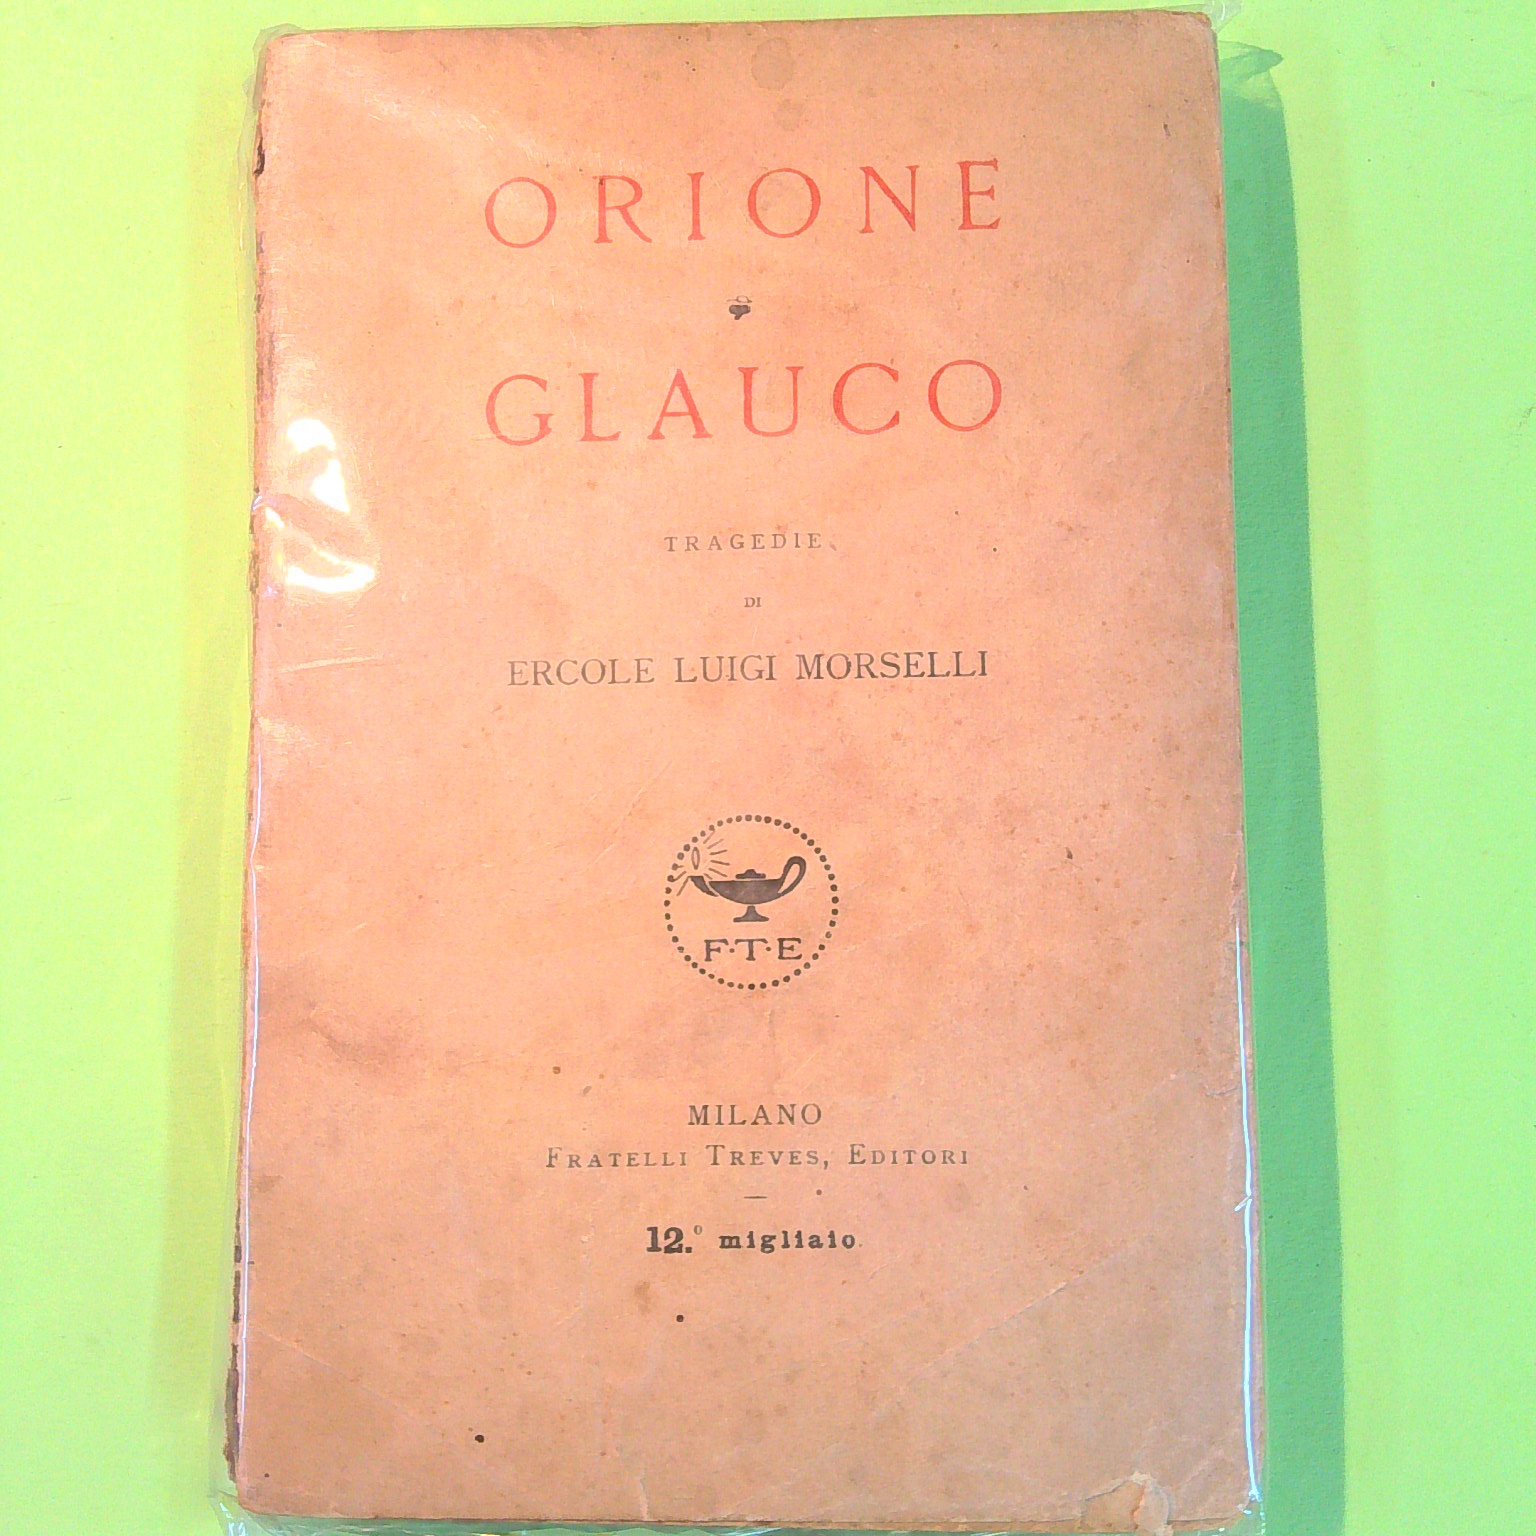 ORIONE
GLAUCO
TRAGEDIE
DI
ERCOLE LUIGI MORSELLI
F·T·E
MILANO
FRATELLI TREVES, EDITORI
12.º migliaio.